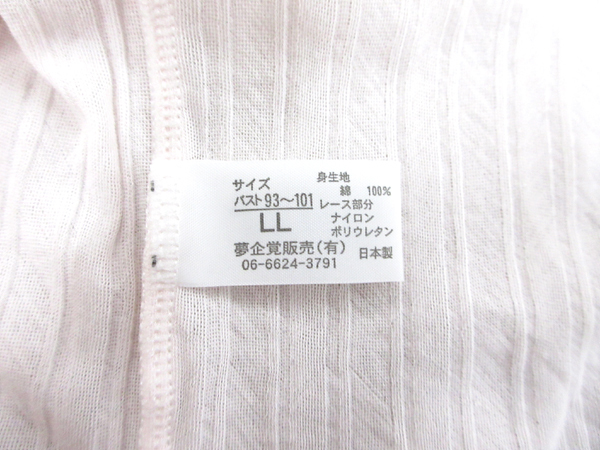 サイズ
バスト93〜101
LL
身生地
綿 100%
レース部分
ナイロン
ポリウレタン
夢企覚販売(有)
06-6624-3791
日本製